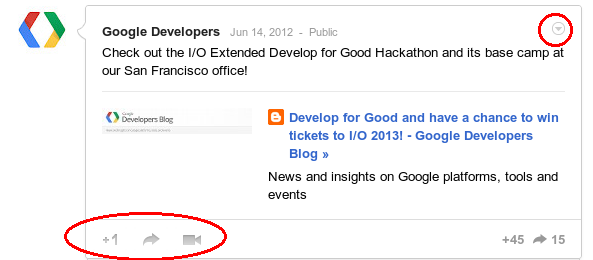 Google Developers Jun 14, 2012 - Public
Check out the I/O Extended Develop for Good Hackathon and its base camp at
our San Francisco office!
Google
Developers Blog
Develop for Good and have a chance to win
tickets to I/O 2013! - Google Developers
Blog »
News and insights on Google platforms, tools and
events
+1
+45 15